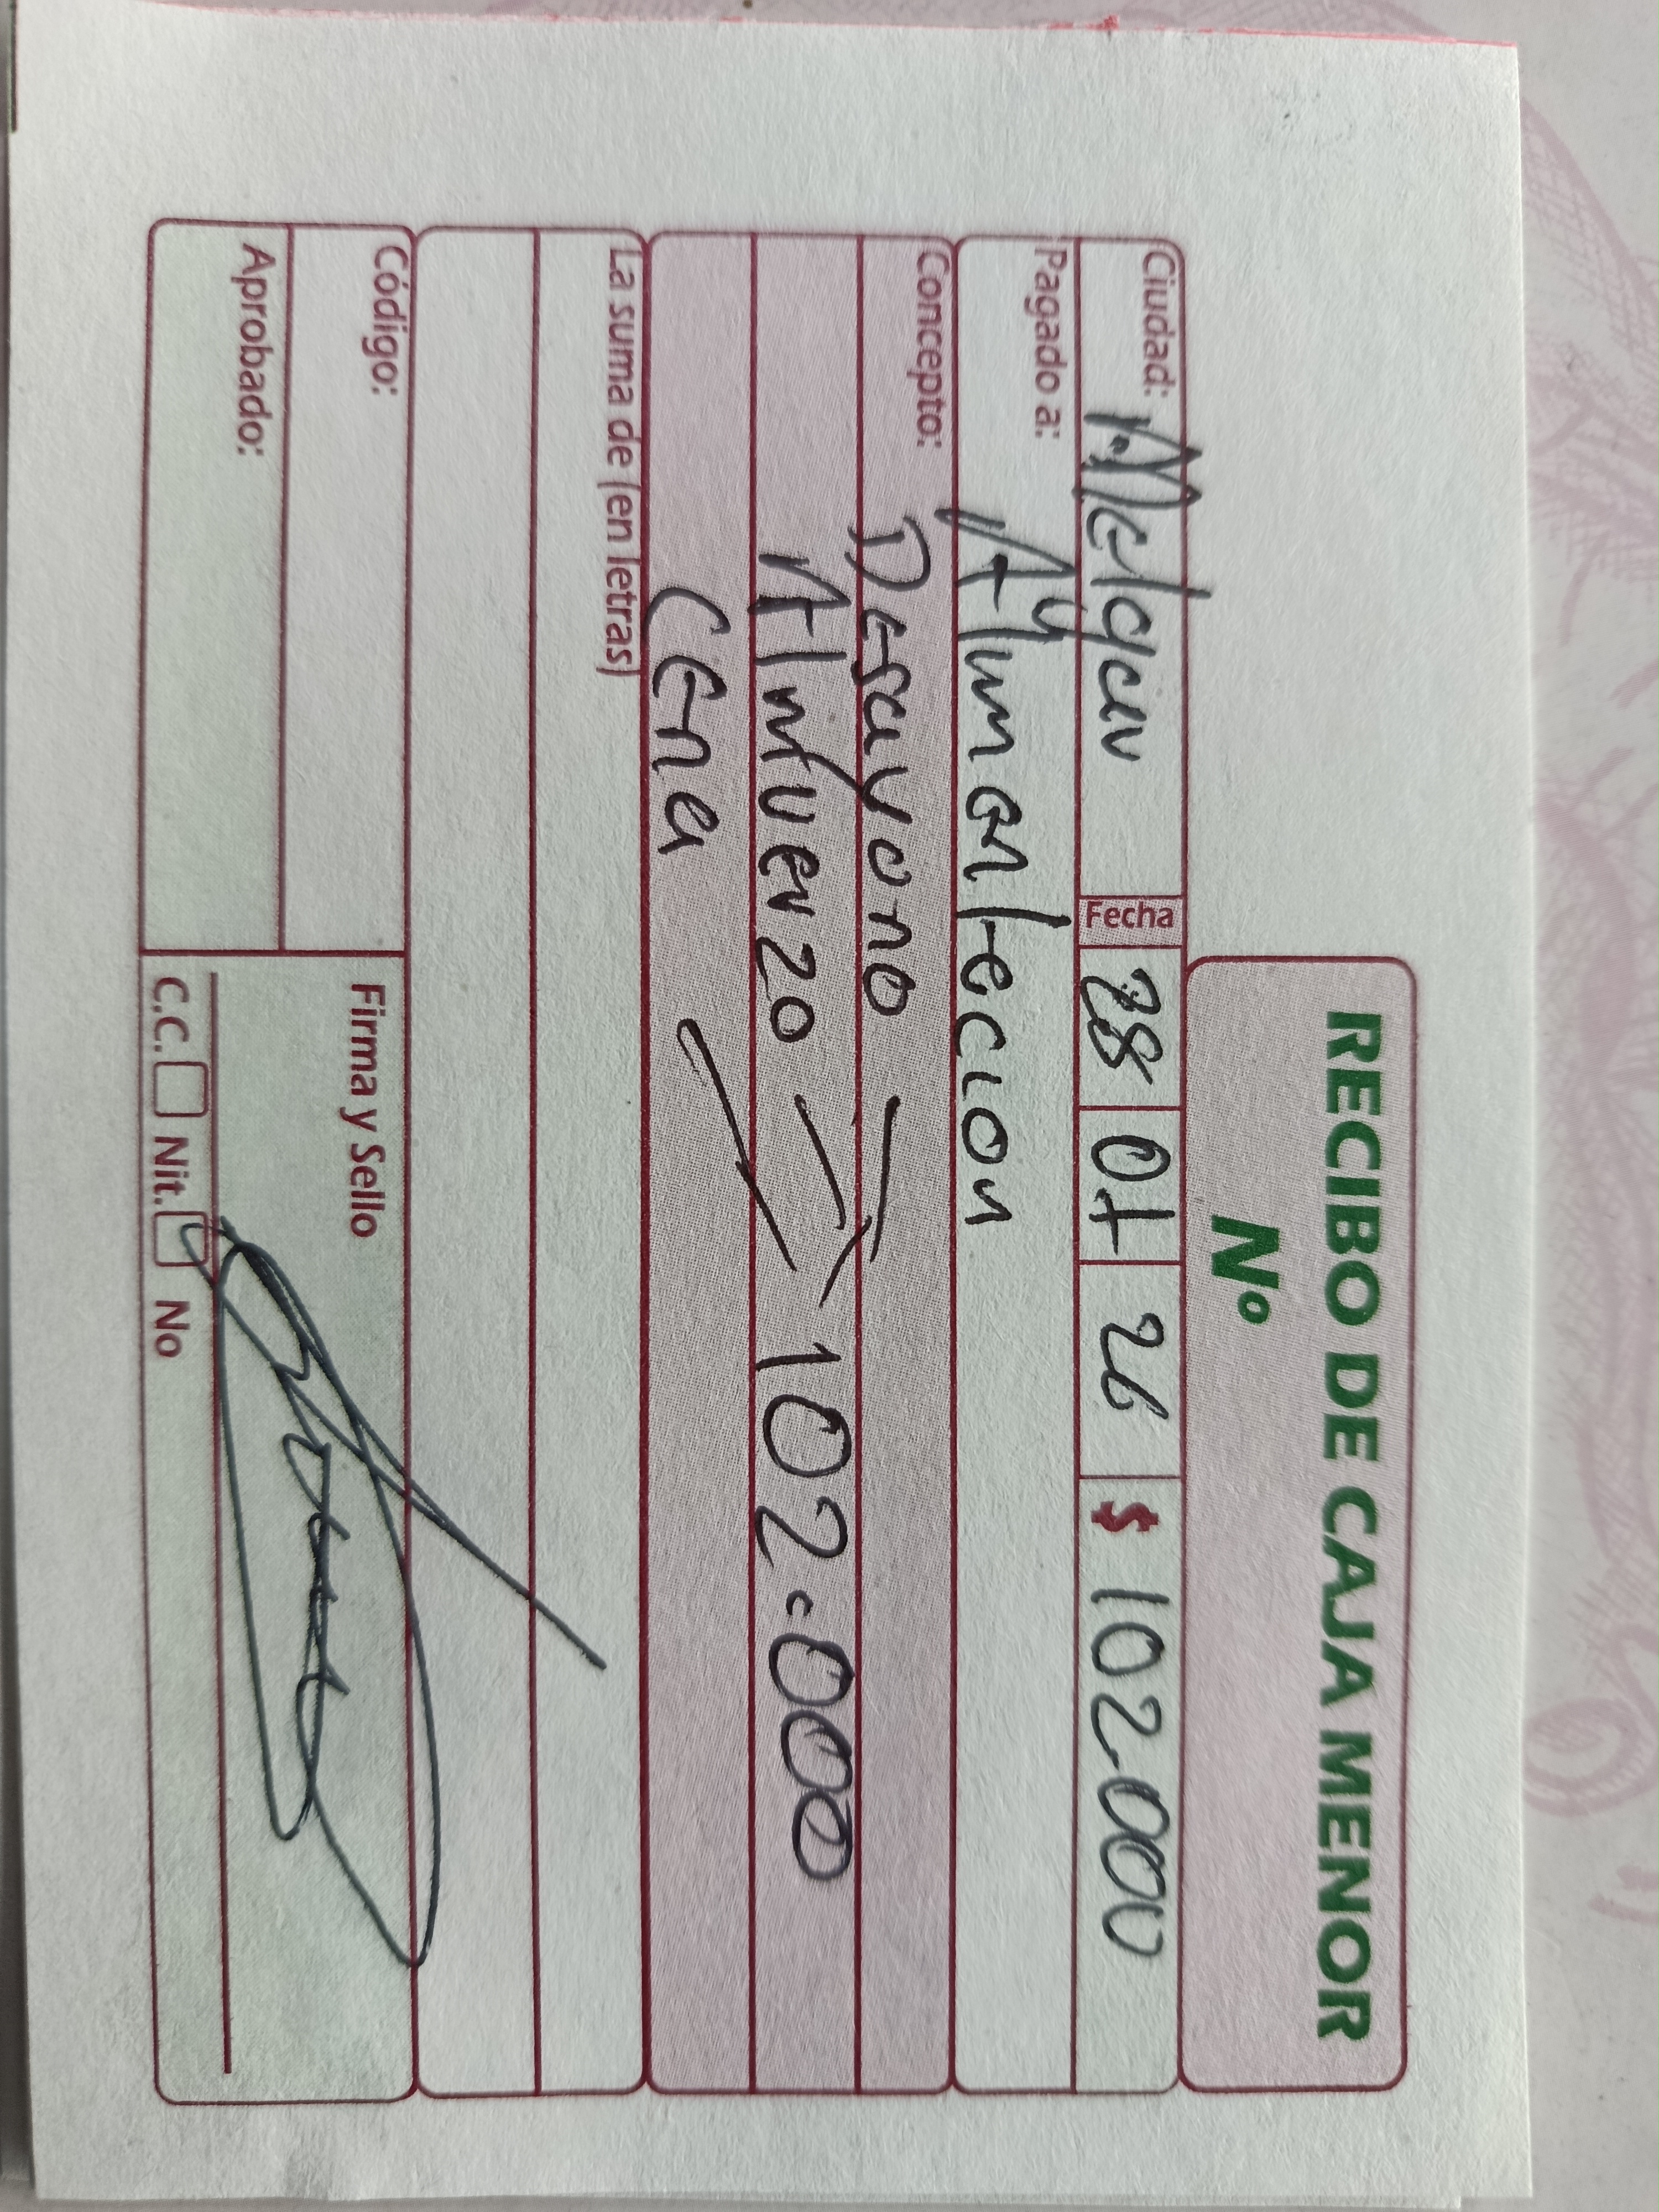 RECIBO DE CAJA MENOR
Nº
Ciudad: Melgar Fecha 28 01 26 $ 102.000
Pagado a: Alimentacion
Concepto: Desayuno
Almuerzo 102.000
Cena
La suma de (en letras)
Código:
Aprobado:
Firma y Sello
C.C. Nit. No